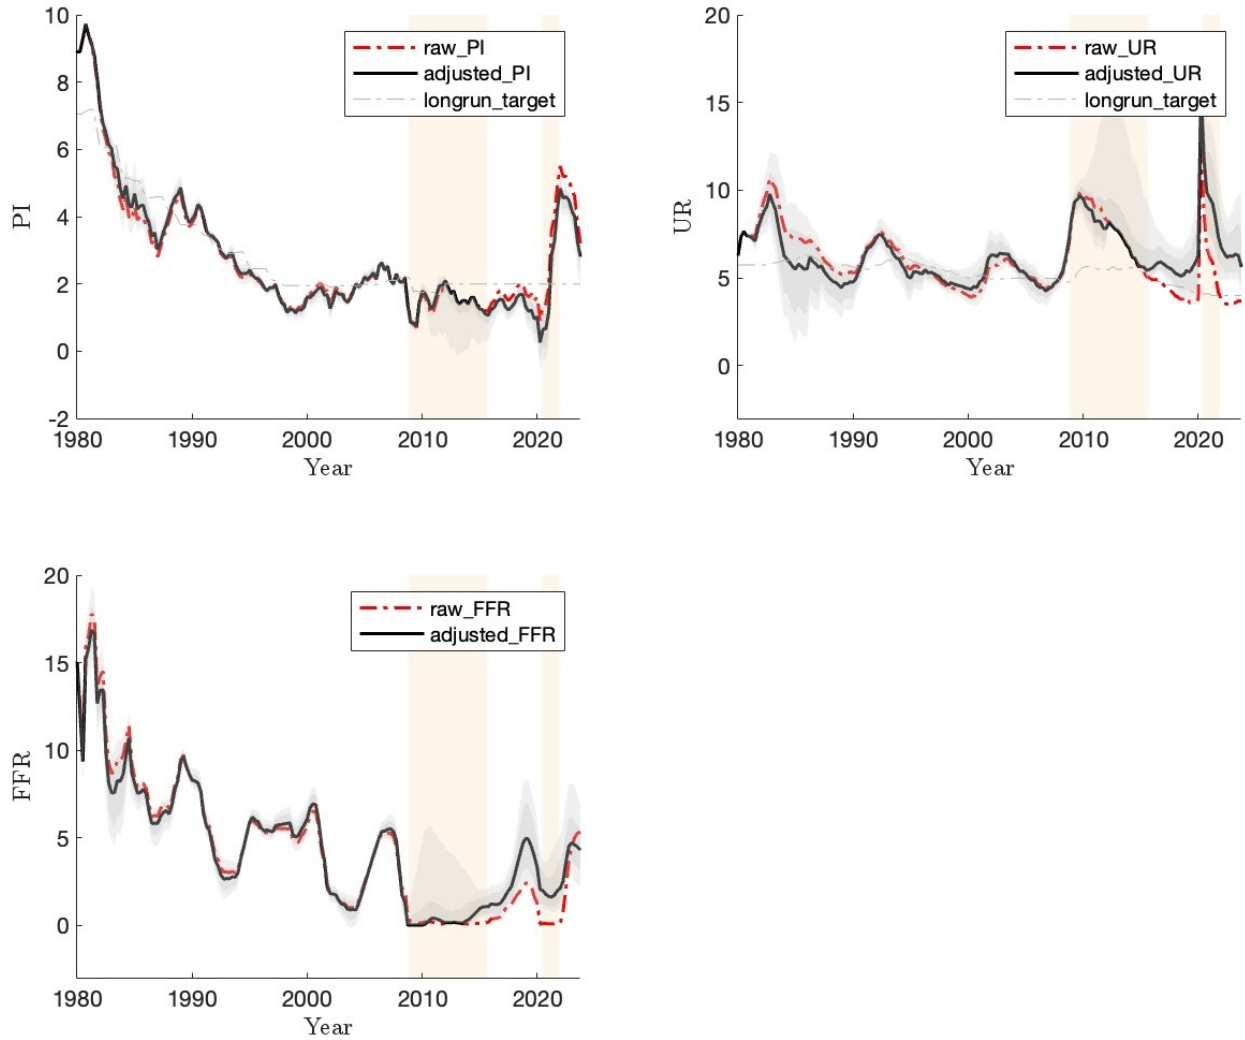 10
8
6
4
2
0
-2
PI
raw_PI
adjusted_PI
longrun_target
1980
1990
2000
2010
2020
Year
20
15
10
5
0
UR
raw_UR
adjusted_UR
longrun_target
1980
1990
2000
2010
2020
Year
20
15
10
5
0
FFR
raw_FFR
adjusted_FFR
1980
1990
2000
2010
2020
Year